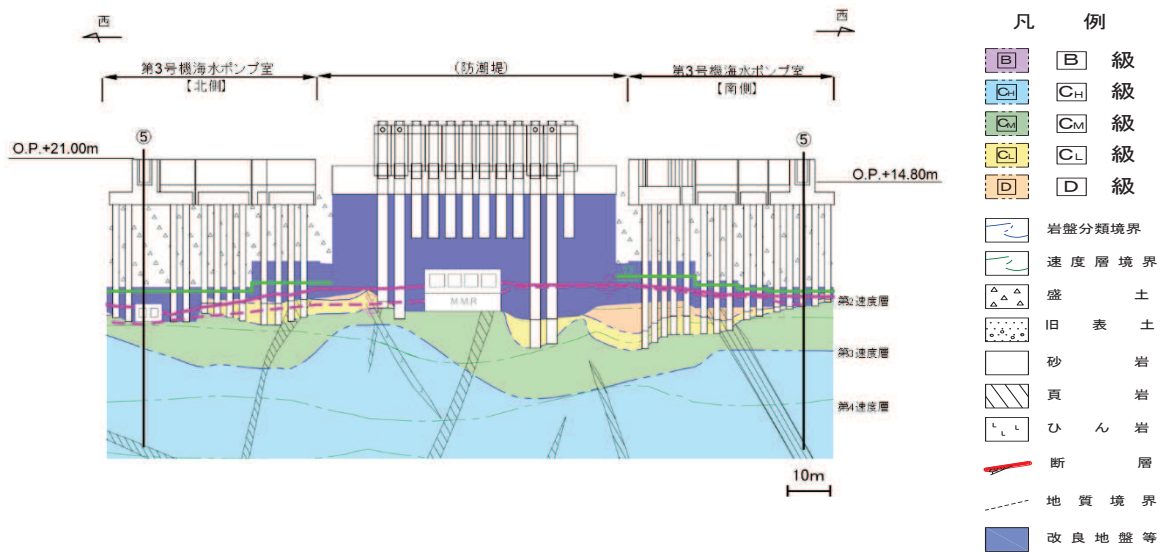 西
西
第3号機海水ポンプ室
【北側】
(防潮堤)
第3号機海水ポンプ室
【南側】
⑤
⑤
O.P.+21.00m
O.P.+14.80m
MMR
第2速度層
第3速度層
第4速度層
10m
凡 例
B B 級
CH CH 級
CM CM 級
CL CL 級
D D 級
岩盤分類境界
速度層境界
盛土
旧表土
砂岩
頁岩
ひん岩
断層
地質境界
改良地盤等